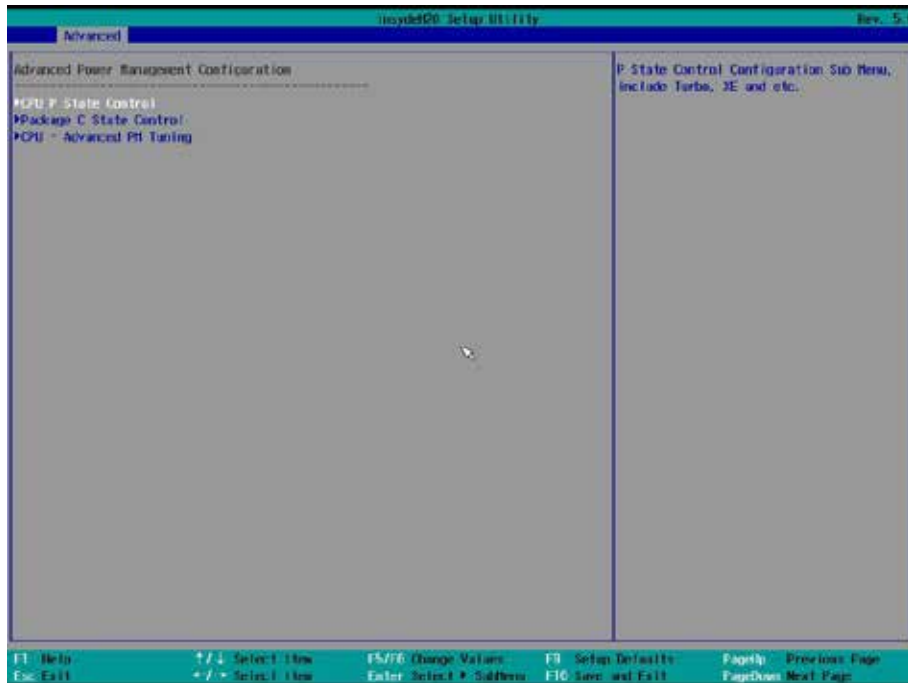 InsydeH20 Setup Utility Rev. 5.
Advanced
Advanced Power Management Configuration
------------------------------------------------------------
▶CPU P State Control
▶Package C State Control
▶CPU - Advanced PM Tuning
P State Control Configuration Sub Menu,
include Turbo, XE and etc.
F1 Help ↑/↓ Select Item F5/F6 Change Values F9 Setup Defaults PageUp Previous Page
Esc Exit Select Item Enter Select ▶ SubMenu F10 Save and Exit PageDown Next Page